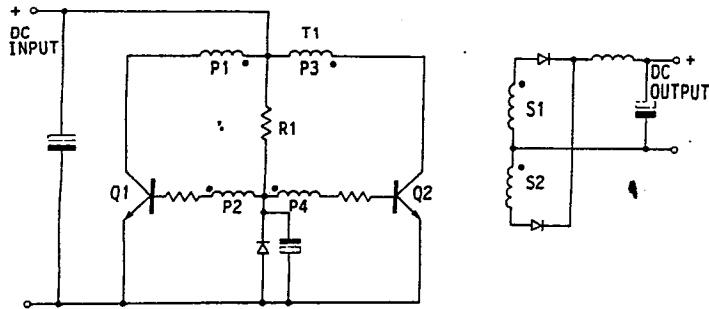 + DC
INPUT
T1
P1
P3
R1
Q1
P2
P4
Q2
S1
S2
+
DC
OUTPUT